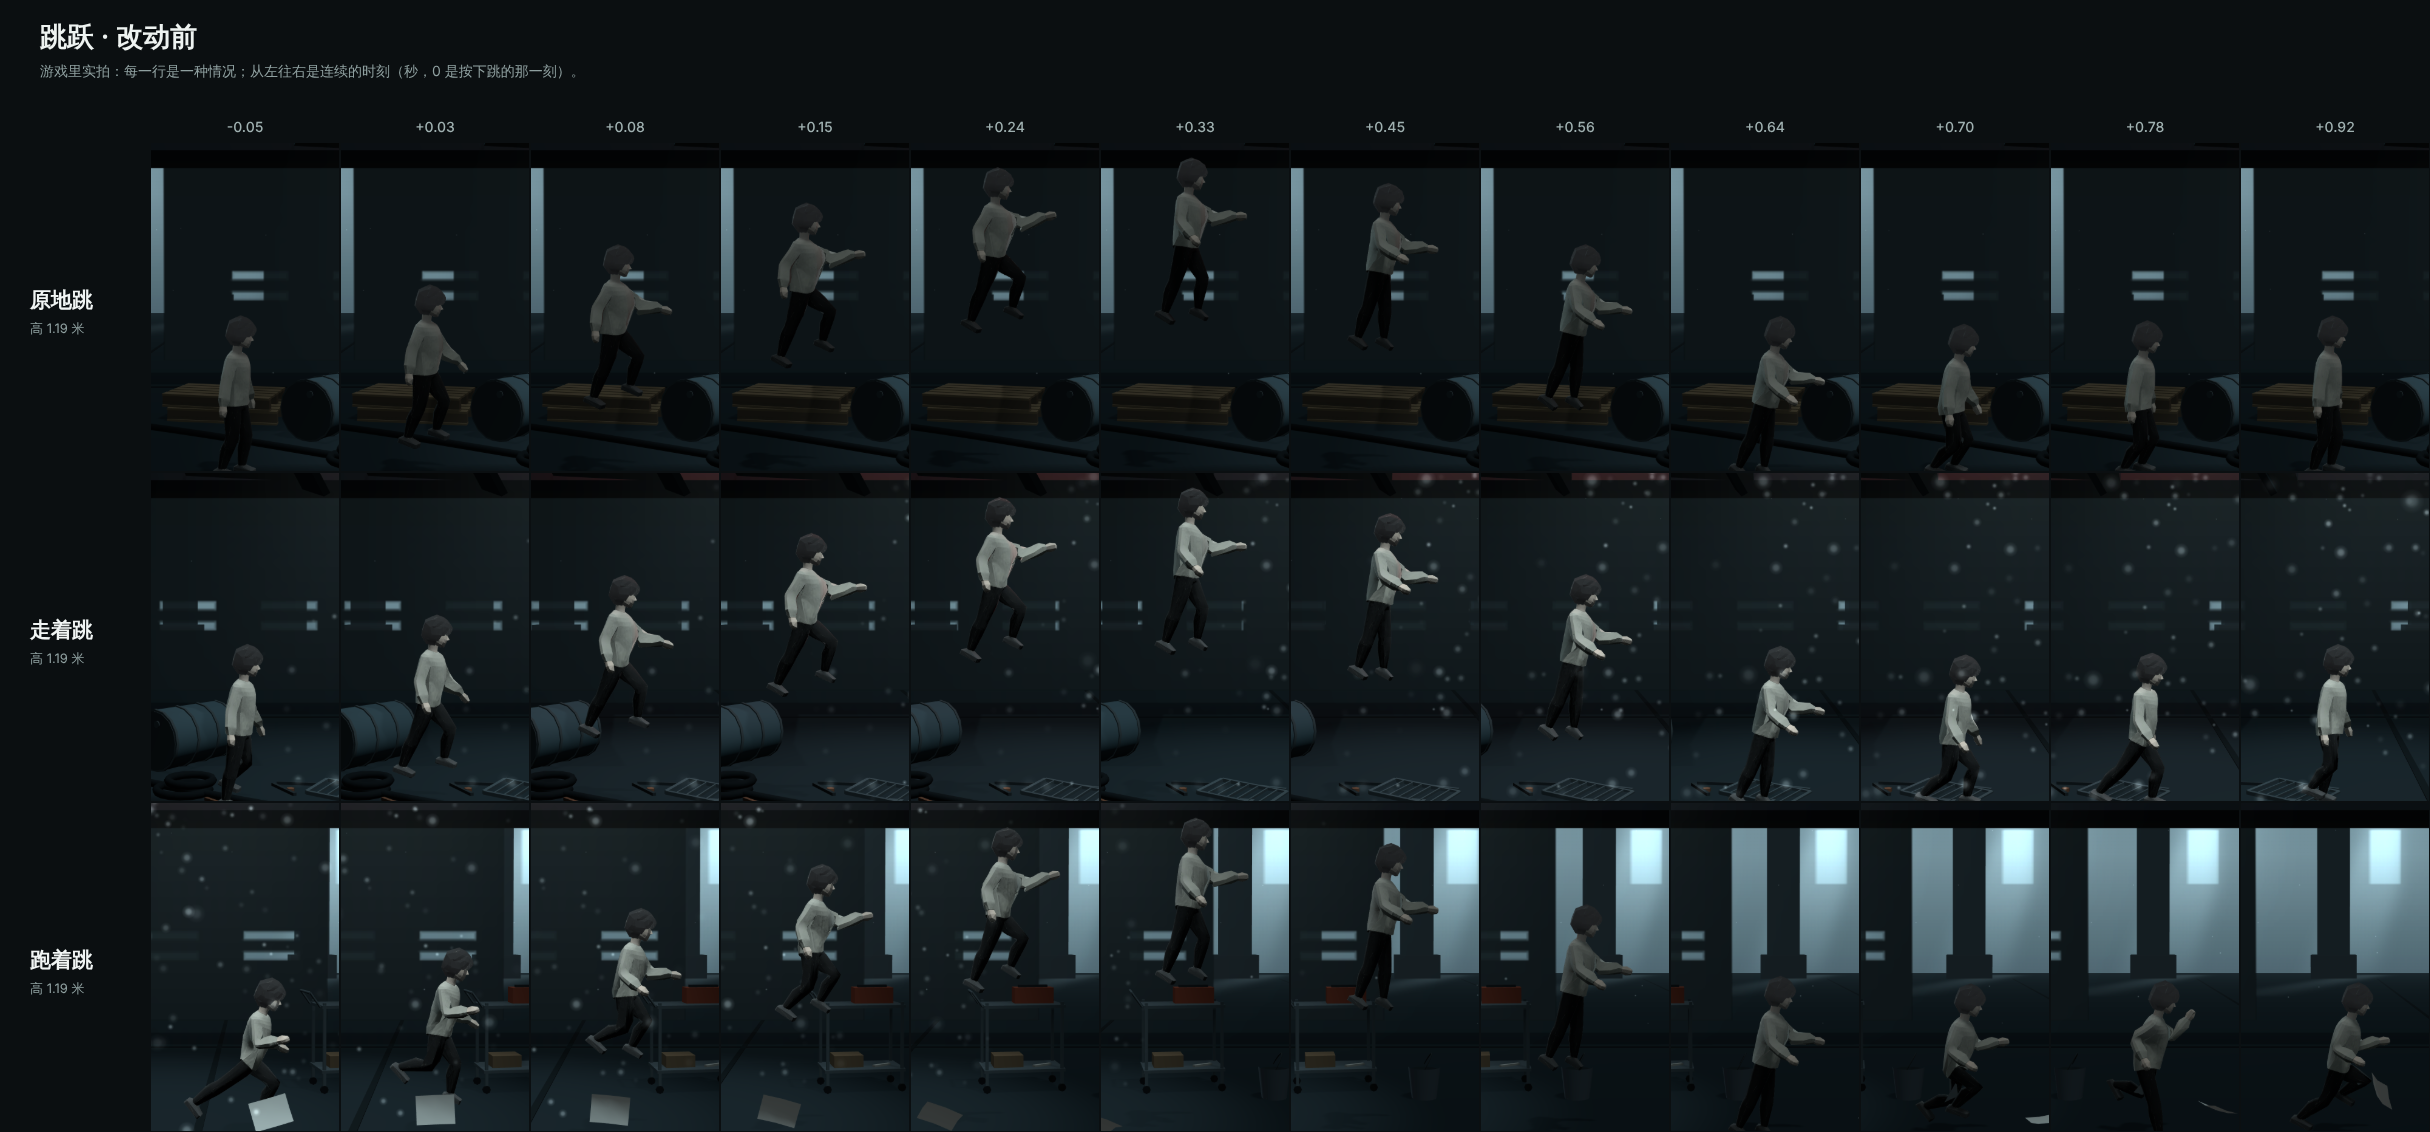 跳跃 · 改动前
游戏里实拍：每一行是一种情况；从左往右是连续的时刻（秒，0 是按下跳的那一刻）。
-0.05 +0.03 +0.08 +0.15 +0.24 +0.33 +0.45 +0.56 +0.64 +0.70 +0.78 +0.92
原地跳
高 1.19 米
走着跳
高 1.19 米
跑着跳
高 1.19 米